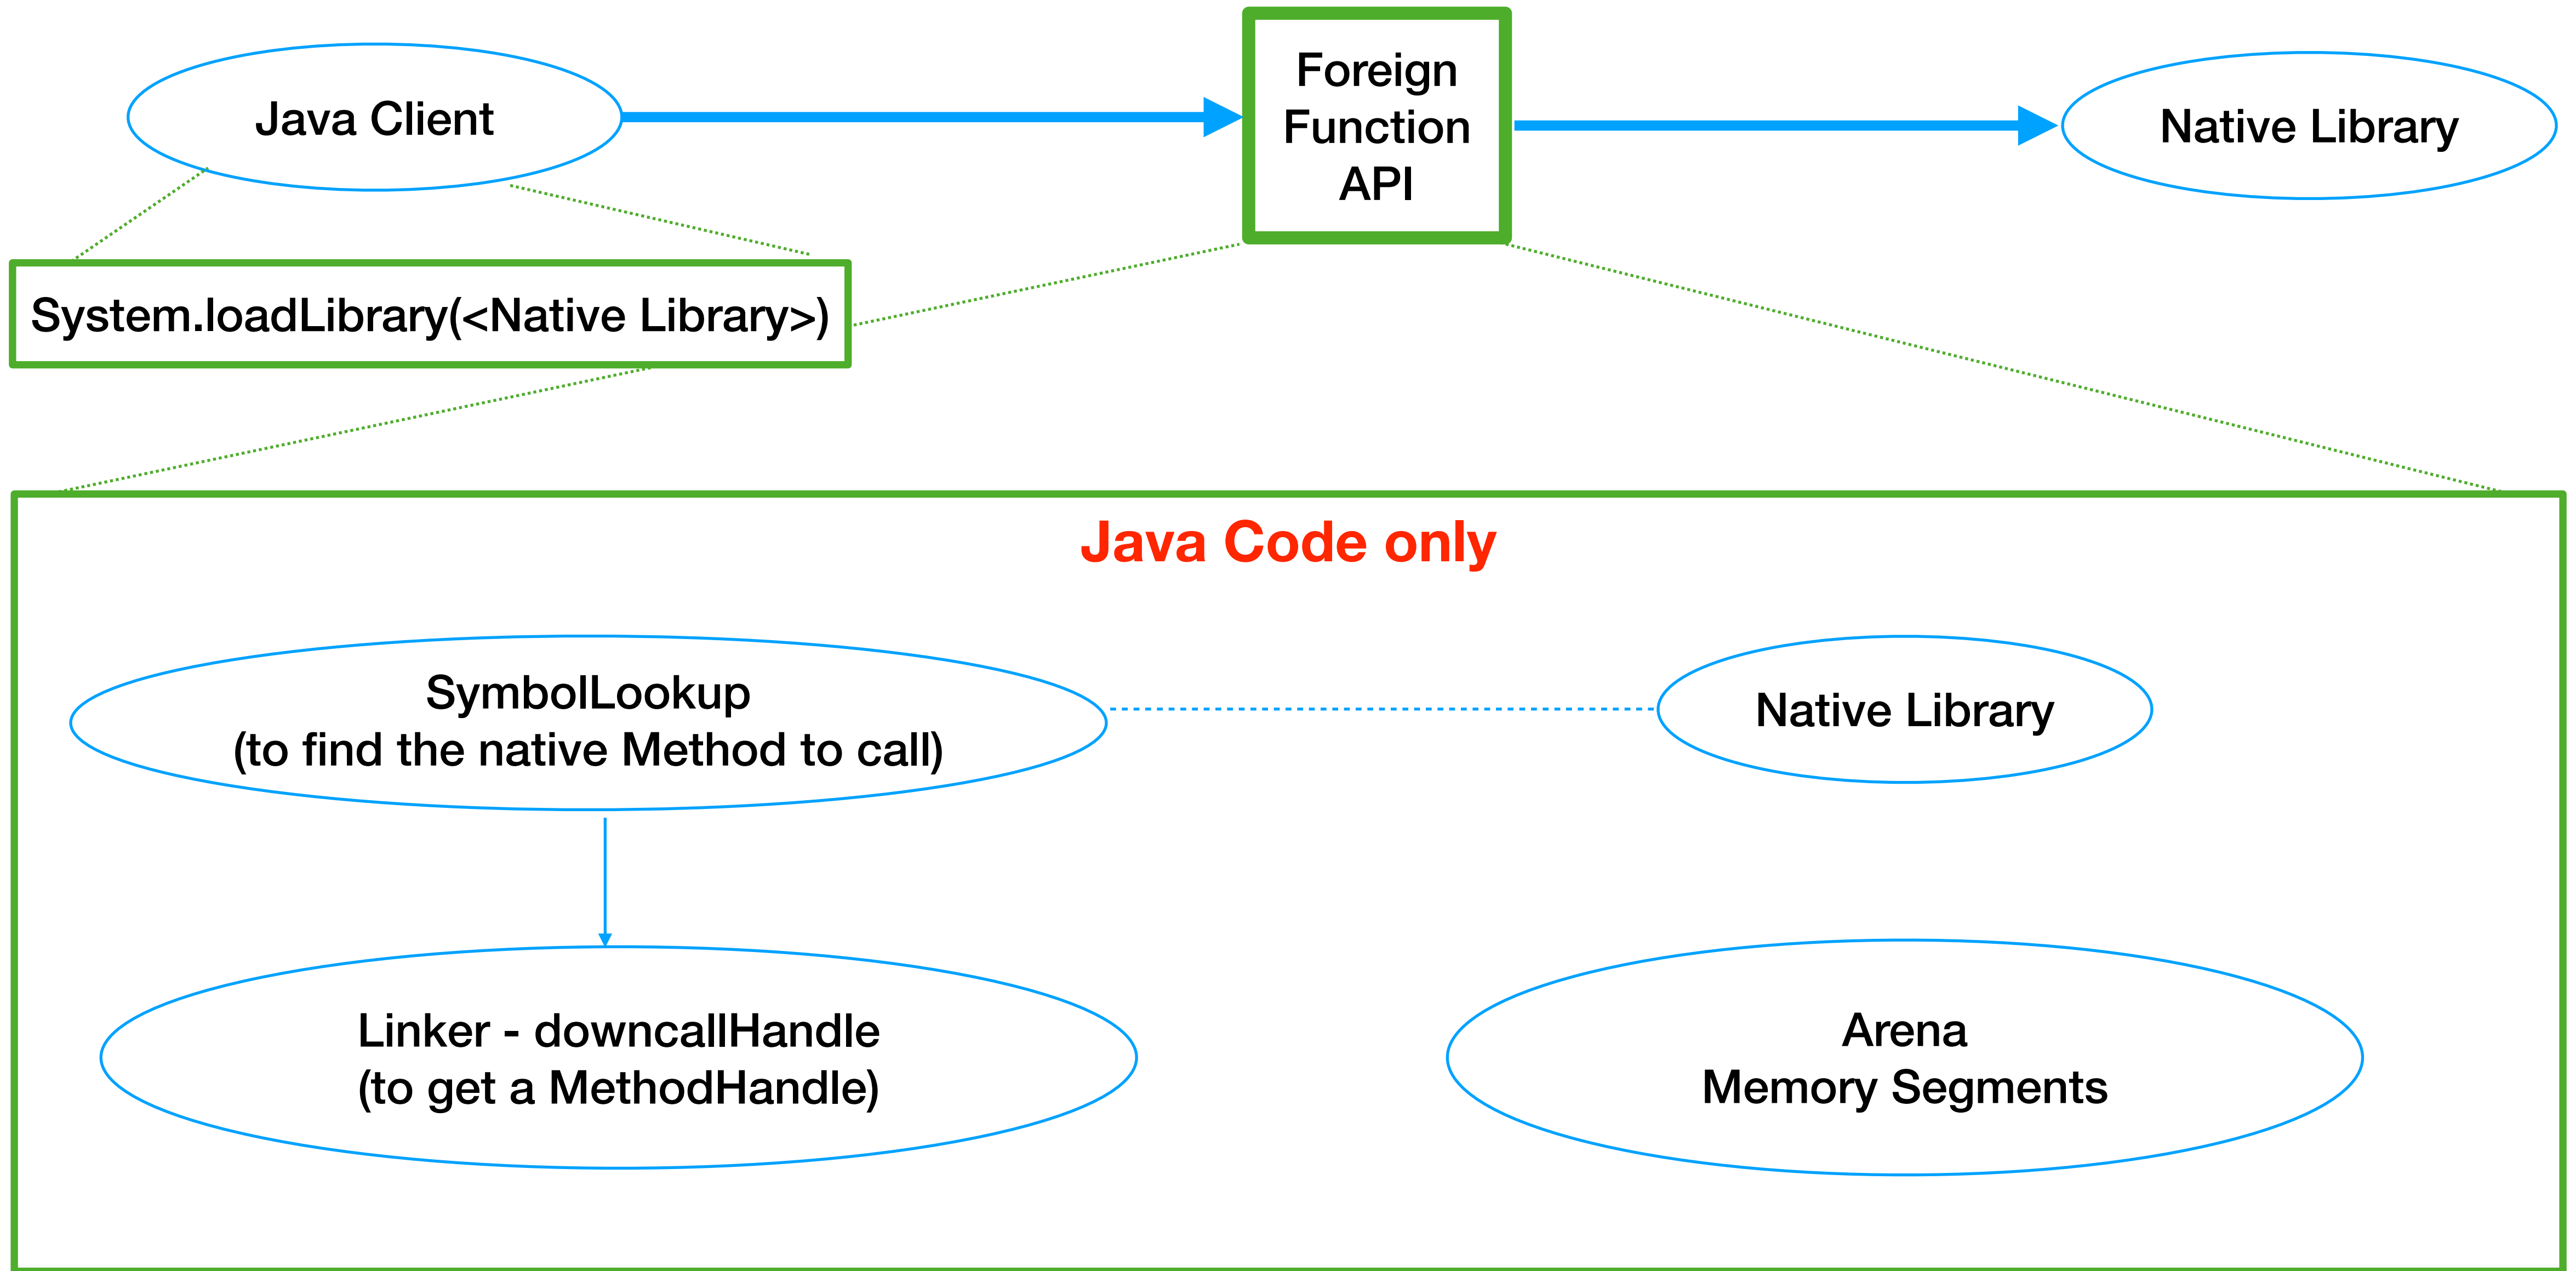 Java Client
Foreign
Function
API
Native Library
System.loadLibrary(<Native Library>)
Java Code only
SymbolLookup
(to find the native Method to call)
Native Library
Linker - downcallHandle
(to get a MethodHandle)
Arena
Memory Segments